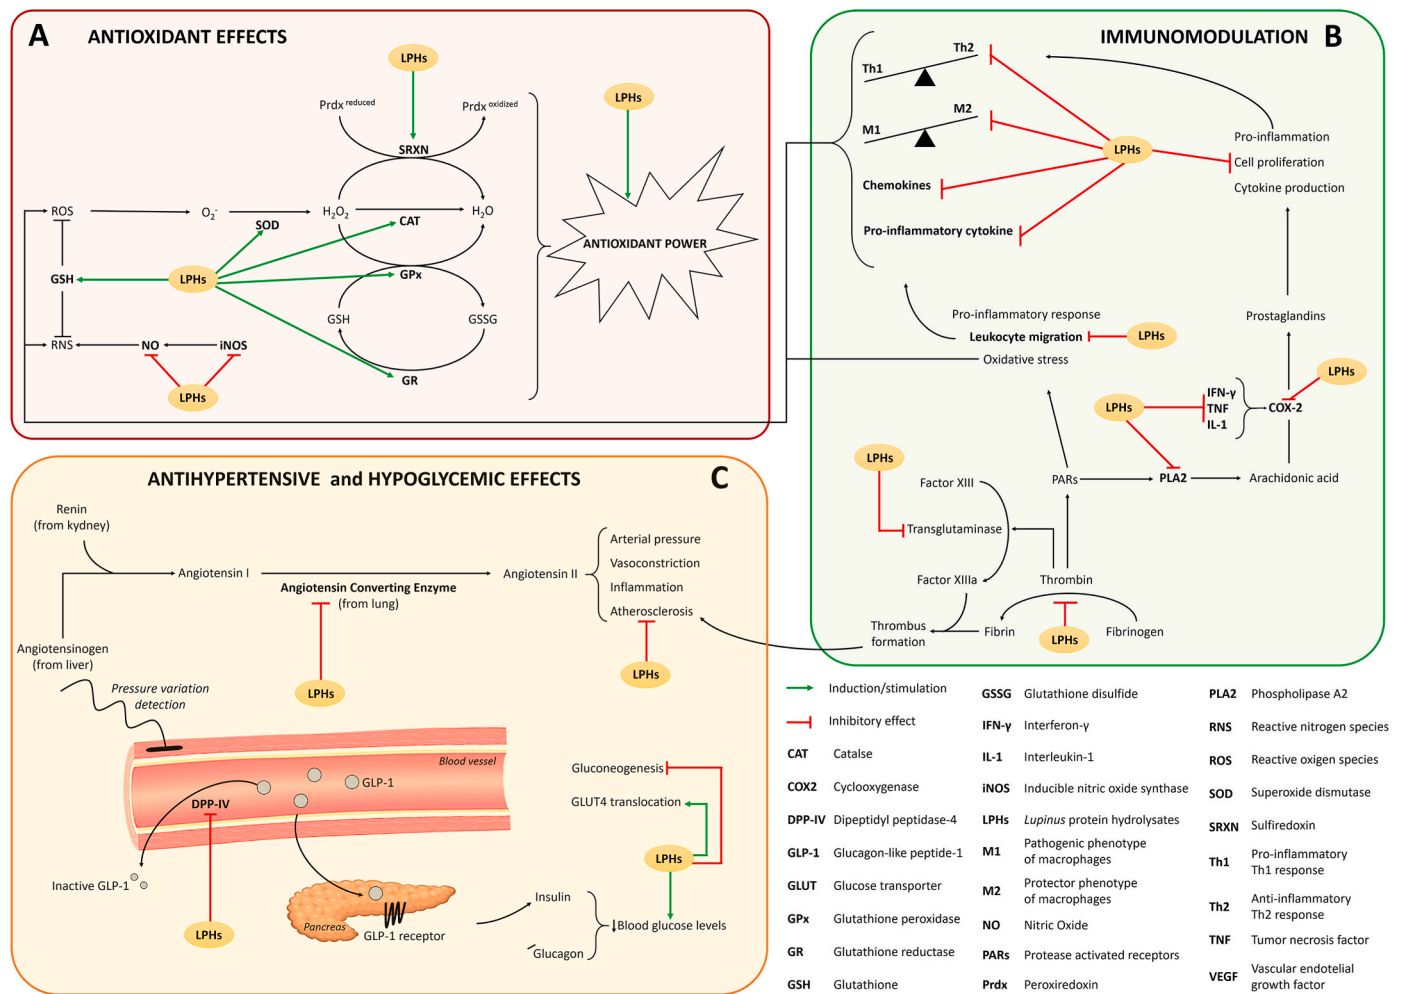 A ANTIOXIDANT EFFECTS
LPHs
Prdx reduced
Prdx oxidized
LPHs
SRXN
ROS
O2-
H2O2
H2O
SOD
CAT
ANTIOXIDANT POWER
GSH
LPHs
GPx
GSH
GSSG
RNS
NO
iNOS
GR
LPHs
IMMUNOMODULATION B
Th2
Th1
M2
M1
LPHs
Pro-inflammation
Cell proliferation
Cytokine production
Chemokines
Pro-inflammatory cytokine
Pro-inflammatory response
Leukocyte migration
LPHs
Oxidative stress
Prostaglandins
LPHs
LPHs
IFN-γ
TNF
IL-1
COX-2
LPHs
Factor XIII
PARs
PLA2
Arachidonic acid
Transglutaminase
Factor XIIIa
Thrombin
Thrombus
formation
Fibrin
LPHs
Fibrinogen
ANTIHYPERTENSIVE and HYPOGLYCEMIC EFFECTS C
Renin
(from kydney)
Angiotensin I
Angiotensin Converting Enzyme
(from lung)
Angiotensin II
Arterial pressure
Vasoconstriction
Inflammation
Atherosclerosis
Angiotensinogen
(from liver)
LPHs
LPHs
Pressure variation
detection
Blood vessel
GLP-1
DPP-IV
Gluconeogenesis
GLUT4 translocation
LPHs
Inactive GLP-1
LPHs
Pancreas
GLP-1 receptor
Insulin
Glucagon
↓Blood glucose levels
Induction/stimulation
Inhibitory effect
CAT Catalse
COX2 Cyclooxygenase
DPP-IV Dipeptidyl peptidase-4
GLP-1 Glucagon-like peptide-1
GLUT Glucose transporter
GPx Glutathione peroxidase
GR Glutathione reductase
GSH Glutathione
GSSG Glutathione disulfide
IFN-γ Interferon-γ
IL-1 Interleukin-1
iNOS Inducible nitric oxide synthase
LPHs Lupinus protein hydrolysates
M1 Pathogenic phenotype
of macrophages
M2 Protector phenotype
of macrophages
NO Nitric Oxide
PARs Protease activated receptors
Prdx Peroxiredoxin
PLA2 Phospholipase A2
RNS Reactive nitrogen species
ROS Reactive oxigen species
SOD Superoxide dismutase
SRXN Sulfiredoxin
Th1 Pro-inflammatory
Th1 response
Th2 Anti-inflammatory
Th2 response
TNF Tumor necrosis factor
VEGF Vascular endotelial
growth factor